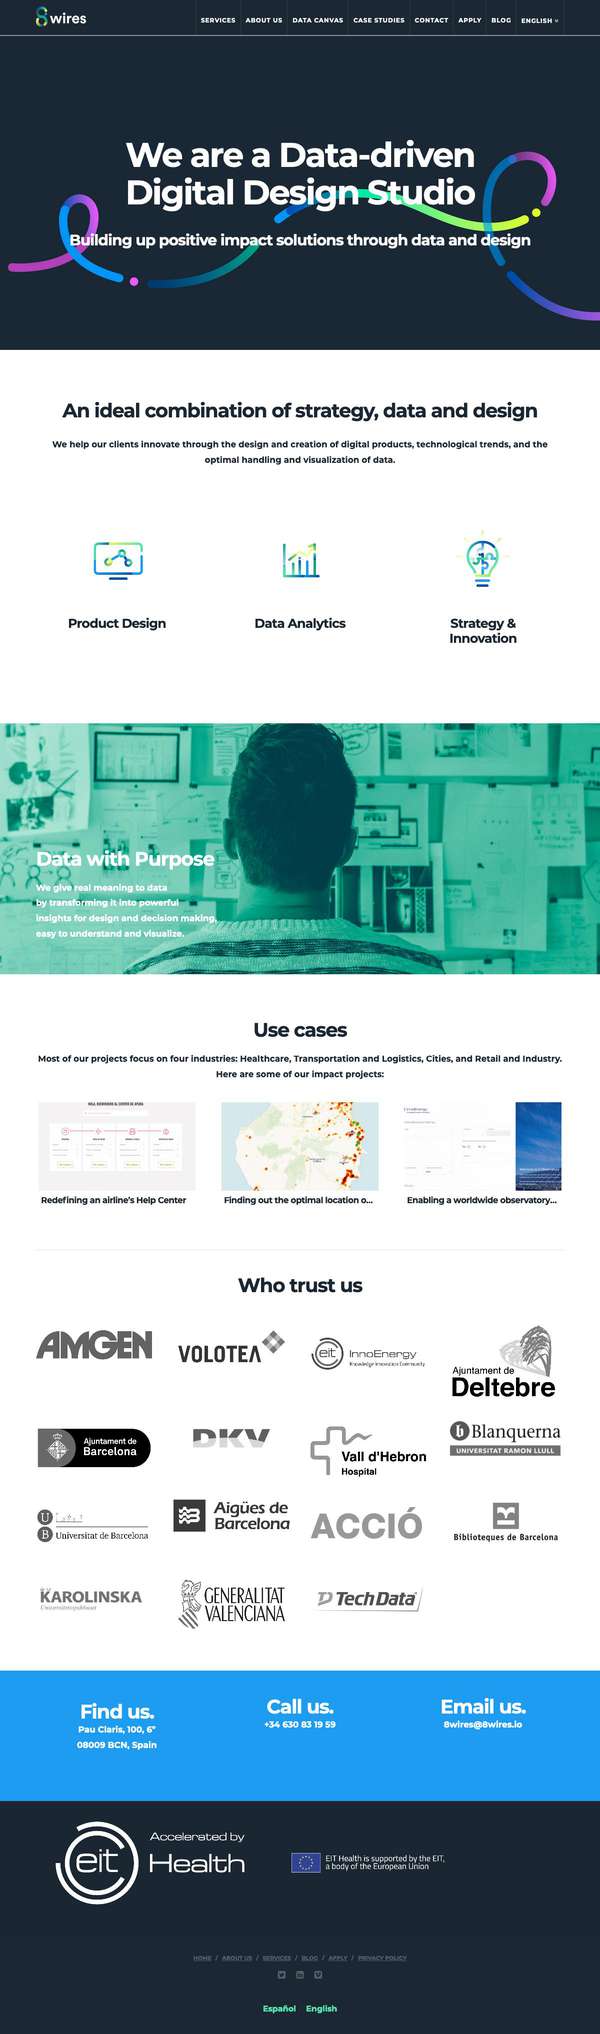 8wires
SERVICES
ABOUT US
DATA CANVAS
CASE STUDIES
CONTACT
APPLY
BLOG
ENGLISH
We are a Data-driven
Digital Design Studio
Building up positive impact solutions through data and design
An ideal combination of strategy, data and design
We help our clients innovate through the design and creation of digital products, technological trends, and the
optimal handling and visualization of data.
Product Design
Data Analytics
Strategy &
Innovation
Data with Purpose
We give real meaning to data
by transforming it into powerful
insights for design and decision making,
easy to understand and visualize.
Use cases
Most of our projects focus on four industries: Healthcare, Transportation and Logistics, Cities, and Retail and Industry.
Here are some of our impact projects:
Redefining an airline's Help Center
Finding out the optimal location o...
Enabling a worldwide observatory...
Who trust us
AMGEN
VOLOTEA
eit InnoEnergy
Knowledge Innovation Community
Ajuntament de
Deltebre
Ajuntament de
Barcelona
DKV
Vall d'Hebron
Hospital
Blanquerna
UNIVERSITAT RAMON LLULL
UB Universitat de Barcelona
Aigües de
Barcelona
ACCIÓ
Biblioteques de Barcelona
KAROLINSKA
GENERALITAT
VALENCIANA
Tech Data
Find us.
Pau Claris, 100, 6º
08009 BCN, Spain
Call us.
+34 630 83 19 59
Email us.
8wires@8wires.io
Accelerated by
eit Health
EIT Health is supported by the EIT,
a body of the European Union
HOME / ABOUT US / SERVICES / BLOG / APPLY / PRIVACY POLICY
Español English